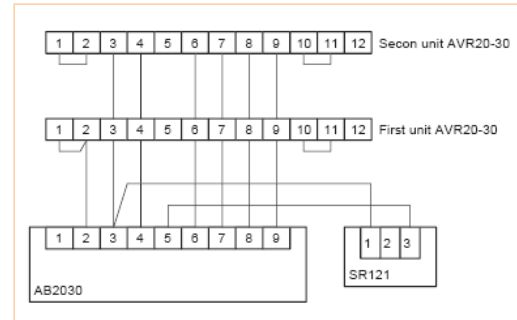 1 2 3 4 5 6 7 8 9 10 11 12 Secon unit AVR20-30
1 2 3 4 5 6 7 8 9 10 11 12 First unit AVR20-30
1 2 3 4 5 6 7 8 9
1 2 3
SR121
AB2030